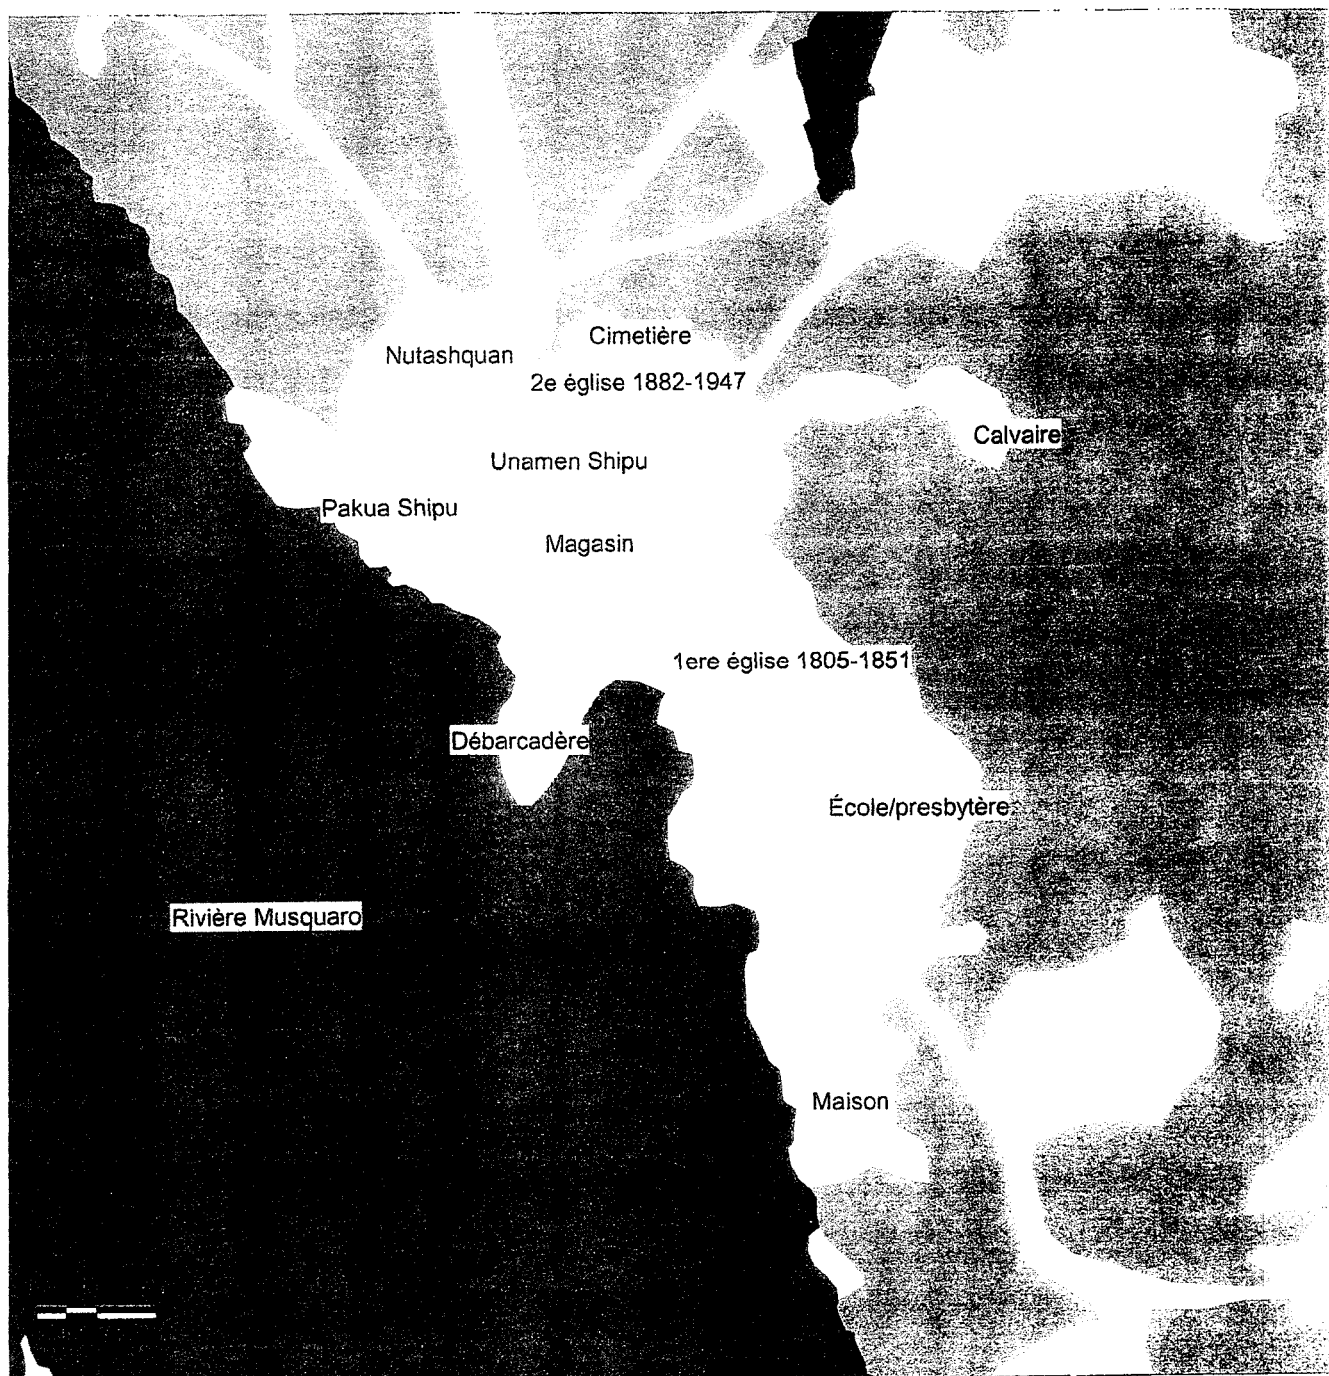 Cimetière
Nutashquan
2e église 1882-1947
Calvaire
Unamen Shipu
Pakua Shipu
Magasin
1ere église 1805-1851
Débarcadère
École/presbytère
Rivière Musquaro
Maison